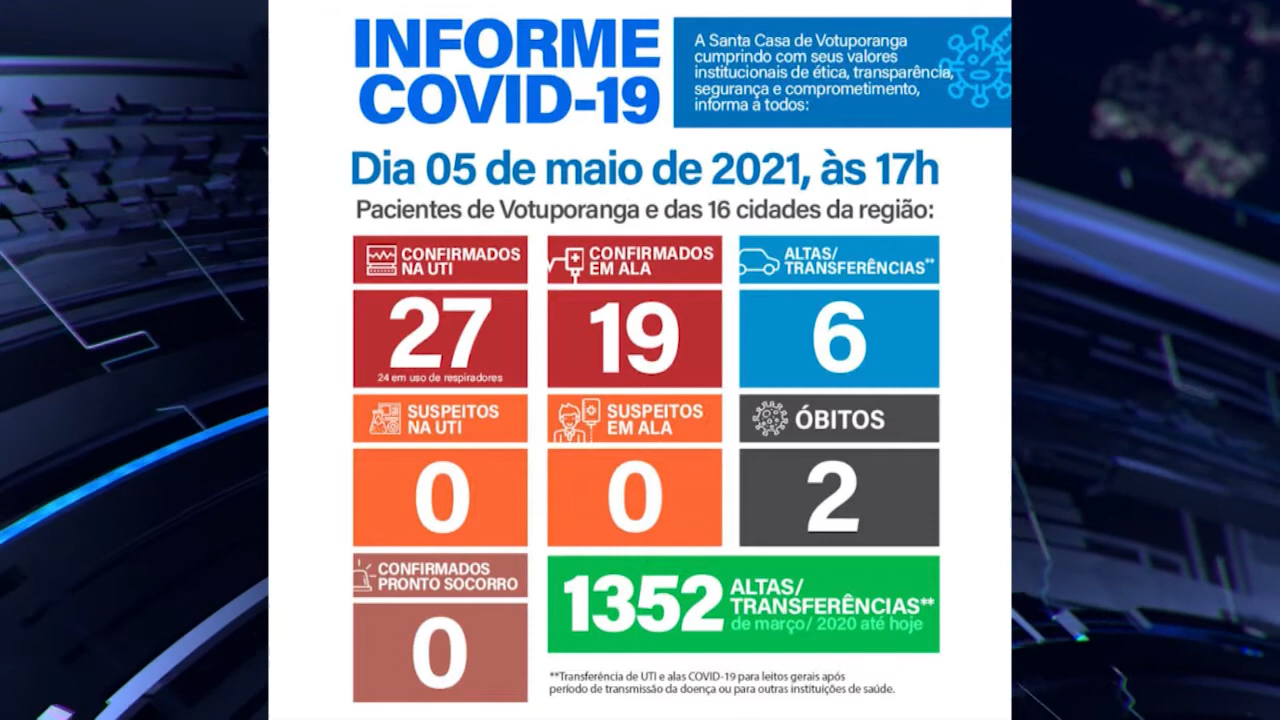 INFORME
COVID-19
A Santa Casa de Votuporanga
cumprindo com seus valores
institucionais de ética, transparência,
segurança e comprometimento,
informa à todos:
Dia 05 de maio de 2021, às 17h
Pacientes de Votuporanga e das 16 cidades da região:
CONFIRMADOS
NA UTI
27
24 em uso de respiradores
CONFIRMADOS
EM ALA
19
ALTAS/
TRANSFERÊNCIAS**
6
SUSPEITOS
NA UTI
0
SUSPEITOS
EM ALA
0
ÓBITOS
2
CONFIRMADOS
PRONTO SOCORRO
0
1352
ALTAS/
TRANSFERÊNCIAS**
de março/ 2020 até hoje
**Transferência de UTI e alas COVID-19 para leitos gerais após
período de transmissão da doença ou para outras instituições de saúde.